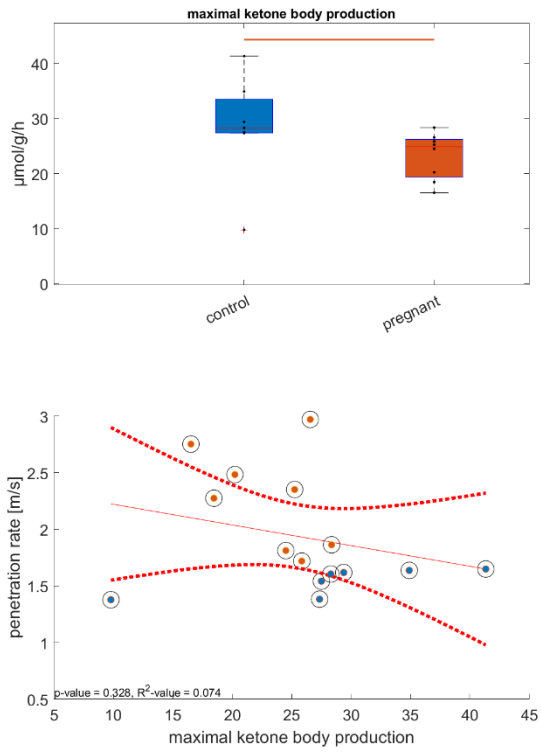 maximal ketone body production
40
30
20
10
0
µmol/g/h
control
pregnant
3
2.5
2
1.5
1
0.5
penetration rate [m/s]
p-value = 0.328, R²-value = 0.074
5
10
15
20
25
30
35
40
45
maximal ketone body production